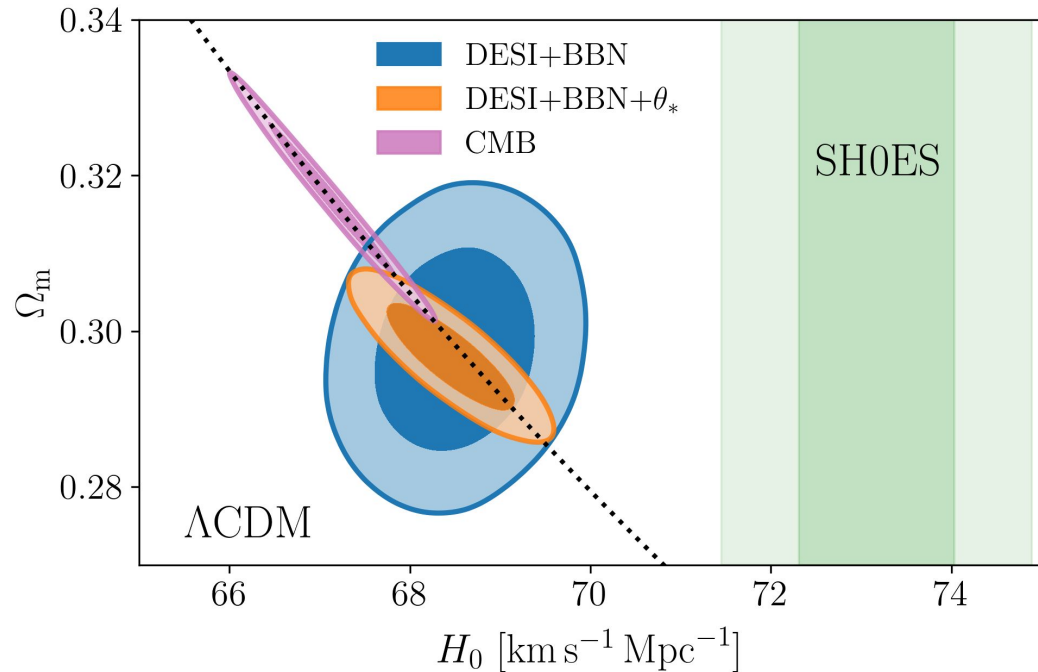 0.34
0.32
0.30
0.28
Ωm
DESI+BBN
DESI+BBN+θ*
CMB
SH0ES
ΛCDM
66 68 70 72 74
H0 [km s−1 Mpc−1]